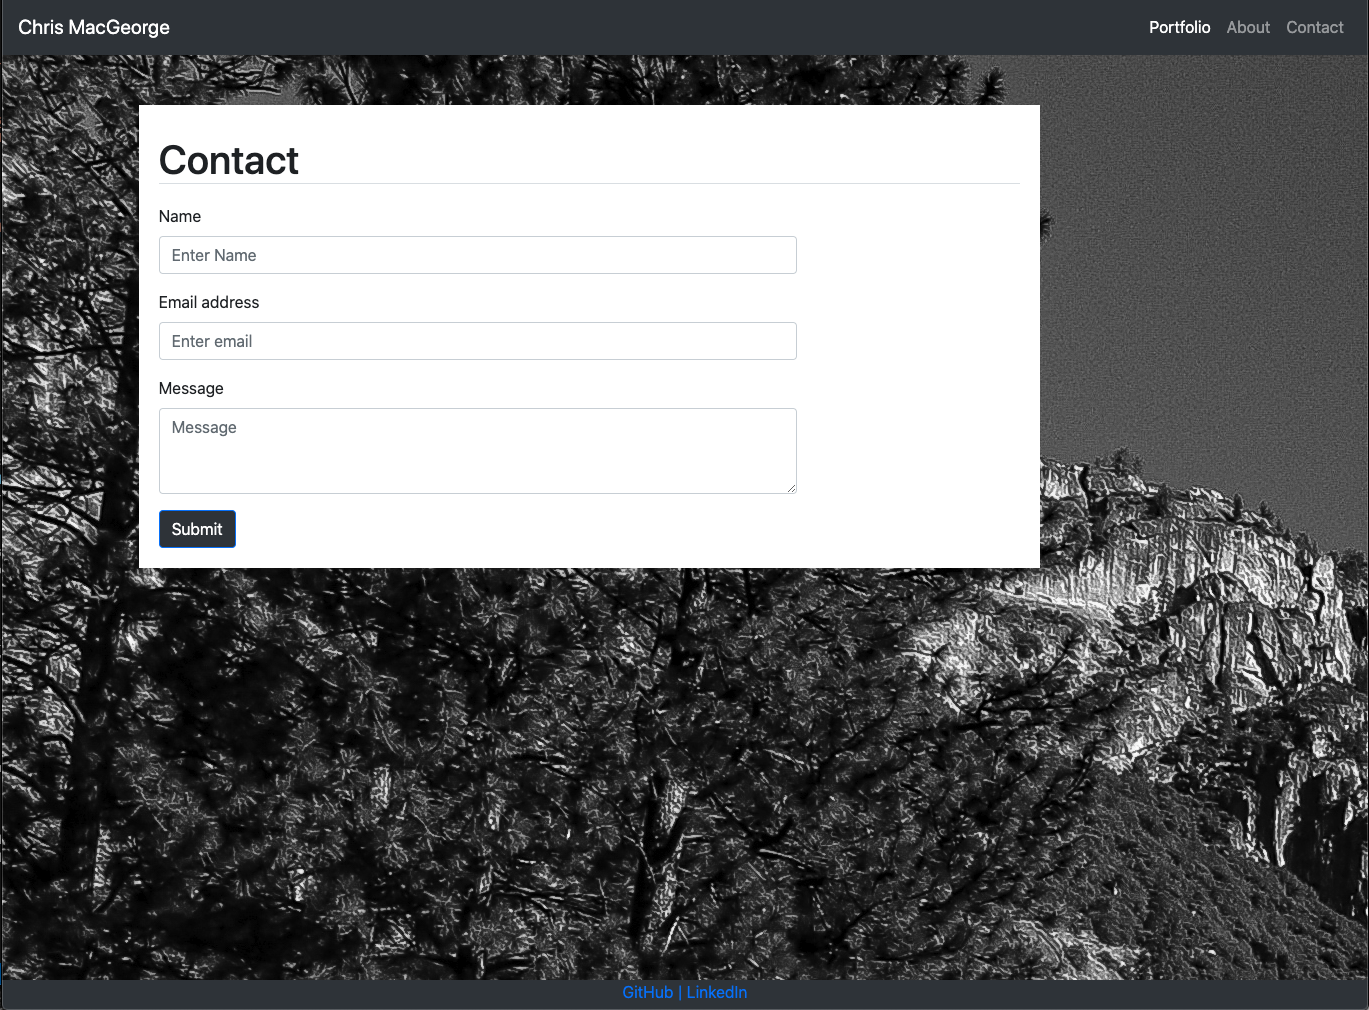 Chris MacGeorge
Portfolio About Contact
Contact
Name
Enter Name
Email address
Enter email
Message
Message
Submit
GitHub | LinkedIn